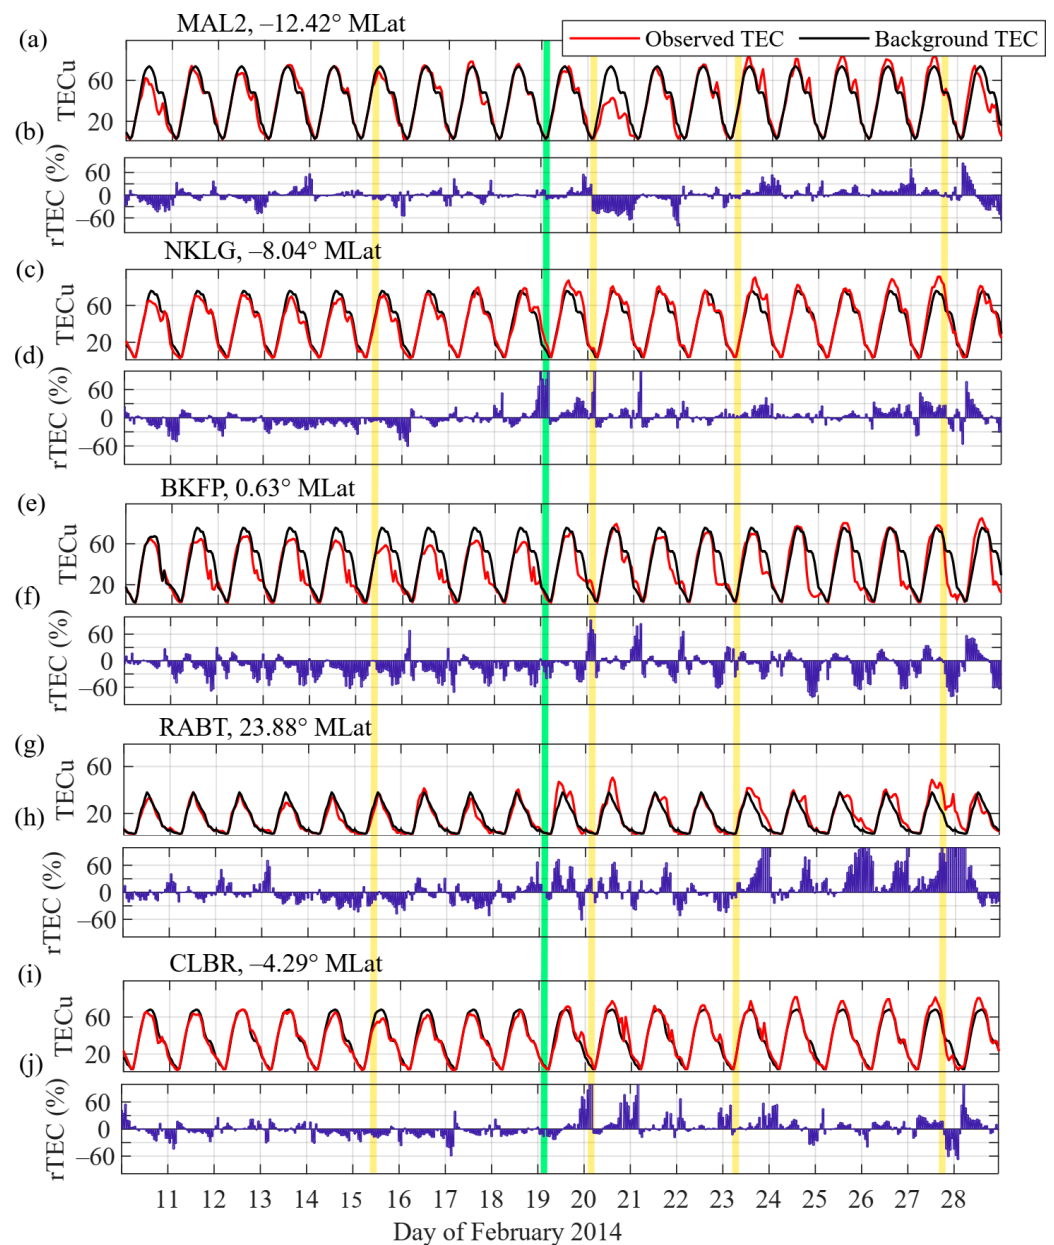 MAL2, –12.42° MLat
(a)
Observed TEC
Background TEC
TECu
60
20
(b)
rTEC (%)
60
0
–60
NKLG, –8.04° MLat
(c)
TECu
60
20
(d)
rTEC (%)
60
0
–60
BKFP, 0.63° MLat
(e)
TECu
60
20
(f)
rTEC (%)
60
0
–60
RABT, 23.88° MLat
(g)
TECu
60
20
(h)
rTEC (%)
60
0
–60
CLBR, –4.29° MLat
(i)
TECu
60
20
(j)
rTEC (%)
60
0
–60
11 12 13 14 15 16 17 18 19 20 21 22 23 24 25 26 27 28
Day of February 2014